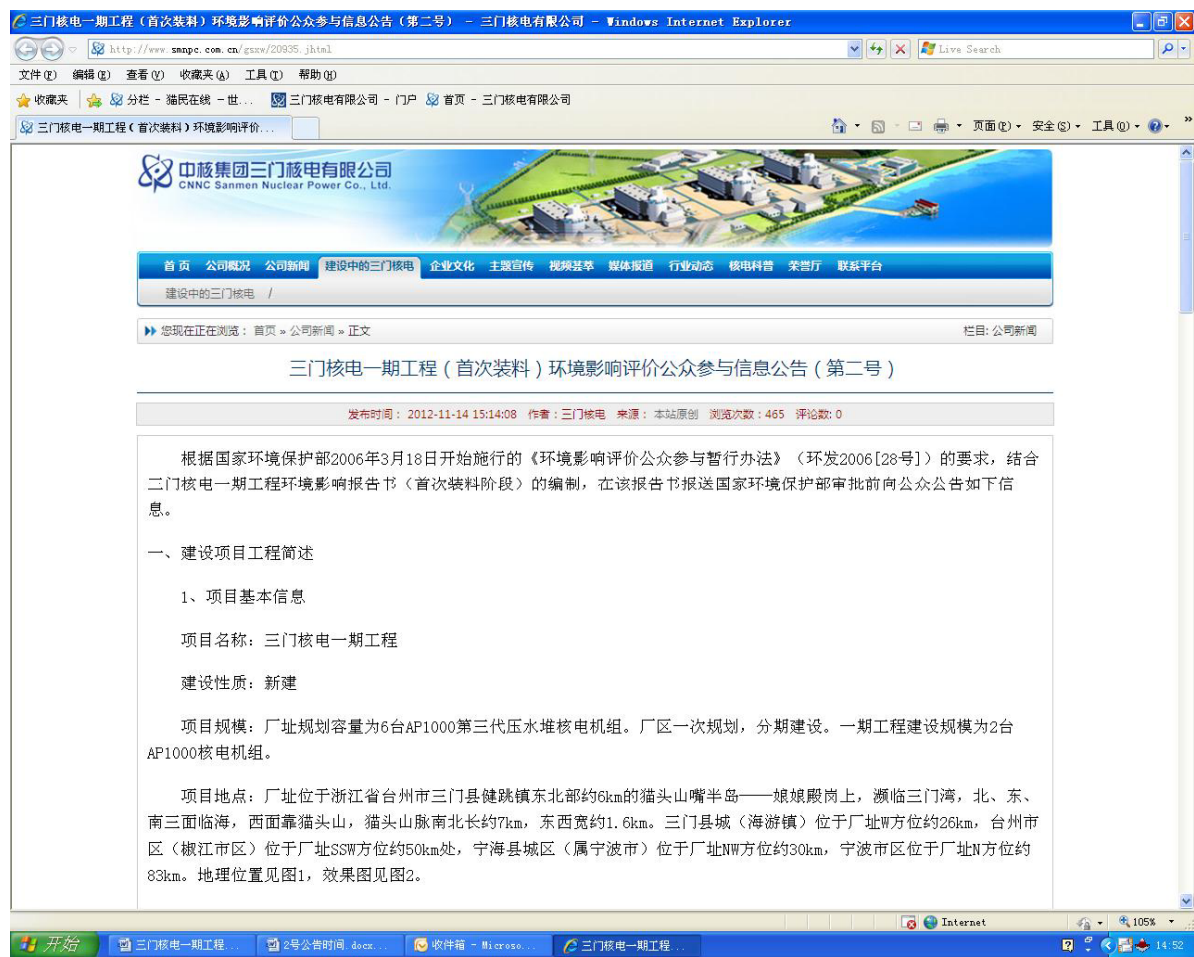 三门核电一期工程（首次装料）环境影响评价公众参与信息公告（第二号） - 三门核电有限公司 - Windows Internet Explorer
http://www.smnpc.com.cn/gsxw/20935.jhtml
Live Search
文件(F) 编辑(E) 查看(V) 收藏夹(A) 工具(T) 帮助(H)
收藏夹 分栏 - 猫民在线 - 世... 三门核电有限公司 - 门户 首页 - 三门核电有限公司
三门核电一期工程（首次装料）环境影响评价... 页面(P) 安全(S) 工具(O) »
中核集团三门核电有限公司
CNNC Sanmen Nuclear Power Co., Ltd.
首页 公司概况 公司新闻 建设中的三门核电 企业文化 主题宣传 视频荟萃 媒体报道 行业动态 核电科普 荣誉厅 联系平台
建设中的三门核电 /
您现在正在浏览： 首页 » 公司新闻 » 正文 栏目: 公司新闻
三门核电一期工程（首次装料）环境影响评价公众参与信息公告（第二号）
发布时间： 2012-11-14 15:14:08 作者：三门核电 来源： 本站原创 浏览次数：465 评论数: 0
根据国家环境保护部2006年3月18日开始施行的《环境影响评价公众参与暂行办法》（环发2006[28号]）的要求，结合
三门核电一期工程环境影响报告书（首次装料阶段）的编制，在该报告书报送国家环境保护部审批前向公众公告如下信
息。
一、建设项目工程简述
1、项目基本信息
项目名称：三门核电一期工程
建设性质：新建
项目规模：厂址规划容量为6台AP1000第三代压水堆核电机组。厂区一次规划，分期建设。一期工程建设规模为2台
AP1000核电机组。
项目地点：厂址位于浙江省台州市三门县健跳镇东北部约6km的猫头山嘴半岛——娘娘殿岗上，濒临三门湾，北、东、
南三面临海，西面靠猫头山，猫头山脉南北长约7km，东西宽约1.6km。三门县城（海游镇）位于厂址W方位约26km，台州市
区（椒江市区）位于厂址SSW方位约50km处，宁海县城区（属宁波市）位于厂址NW方位约30km，宁波市区位于厂址N方位约
83km。地理位置见图1，效果图见图2。
Internet 105%
开始 三门核电一期工程... 2号公告时间.docx... 收件箱 - Microso... 三门核电一期工程... 14:52